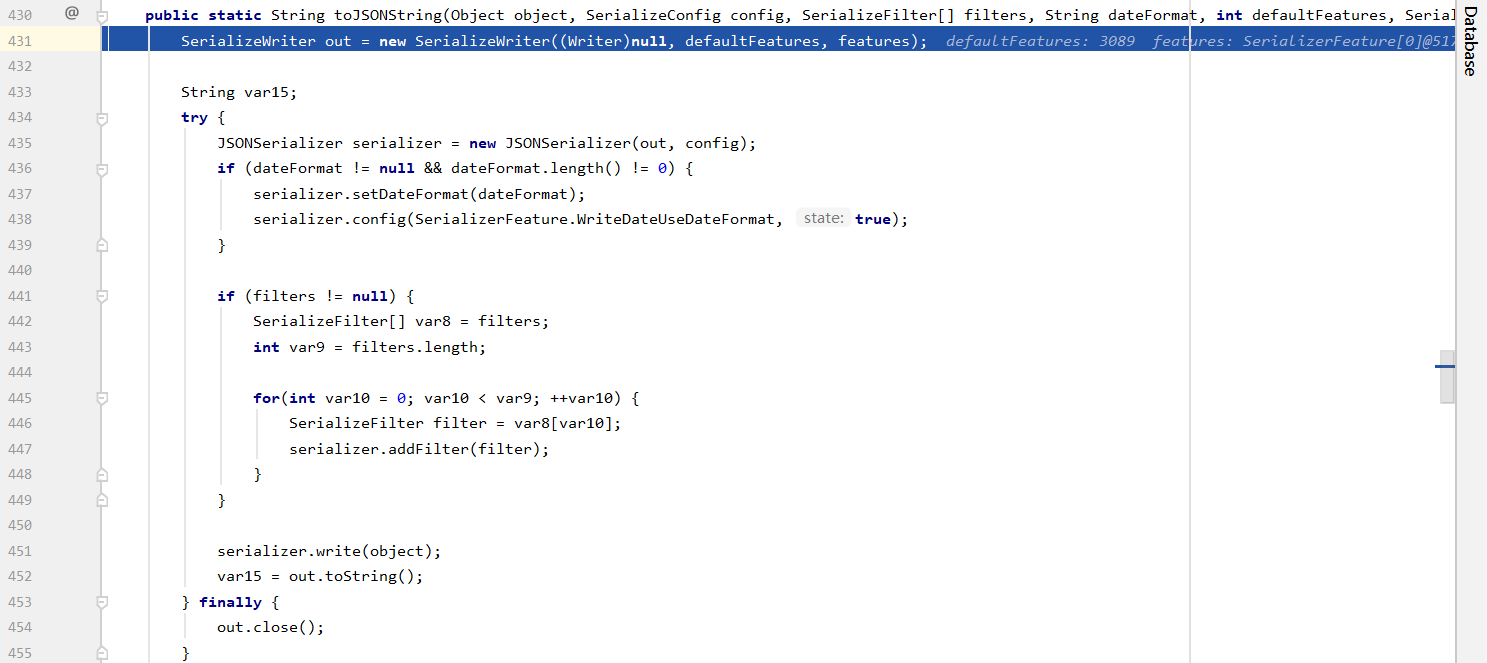 430 @ public static String toJSONString(Object object, SerializeConfig config, SerializeFilter[] filters, String dateFormat, int defaultFeatures, Serial
431 SerializeWriter out = new SerializeWriter((Writer)null, defaultFeatures, features); defaultFeatures: 3089 features: SerializerFeature[0]@517
432
433 String var15;
434 try {
435 JSONSerializer serializer = new JSONSerializer(out, config);
436 if (dateFormat != null && dateFormat.length() != 0) {
437 serializer.setDateFormat(dateFormat);
438 serializer.config(SerializerFeature.WriteDateUseDateFormat, state: true);
439 }
440
441 if (filters != null) {
442 SerializeFilter[] var8 = filters;
443 int var9 = filters.length;
444
445 for(int var10 = 0; var10 < var9; ++var10) {
446 SerializeFilter filter = var8[var10];
447 serializer.addFilter(filter);
448 }
449 }
450
451 serializer.write(object);
452 var15 = out.toString();
453 } finally {
454 out.close();
455 }
Database